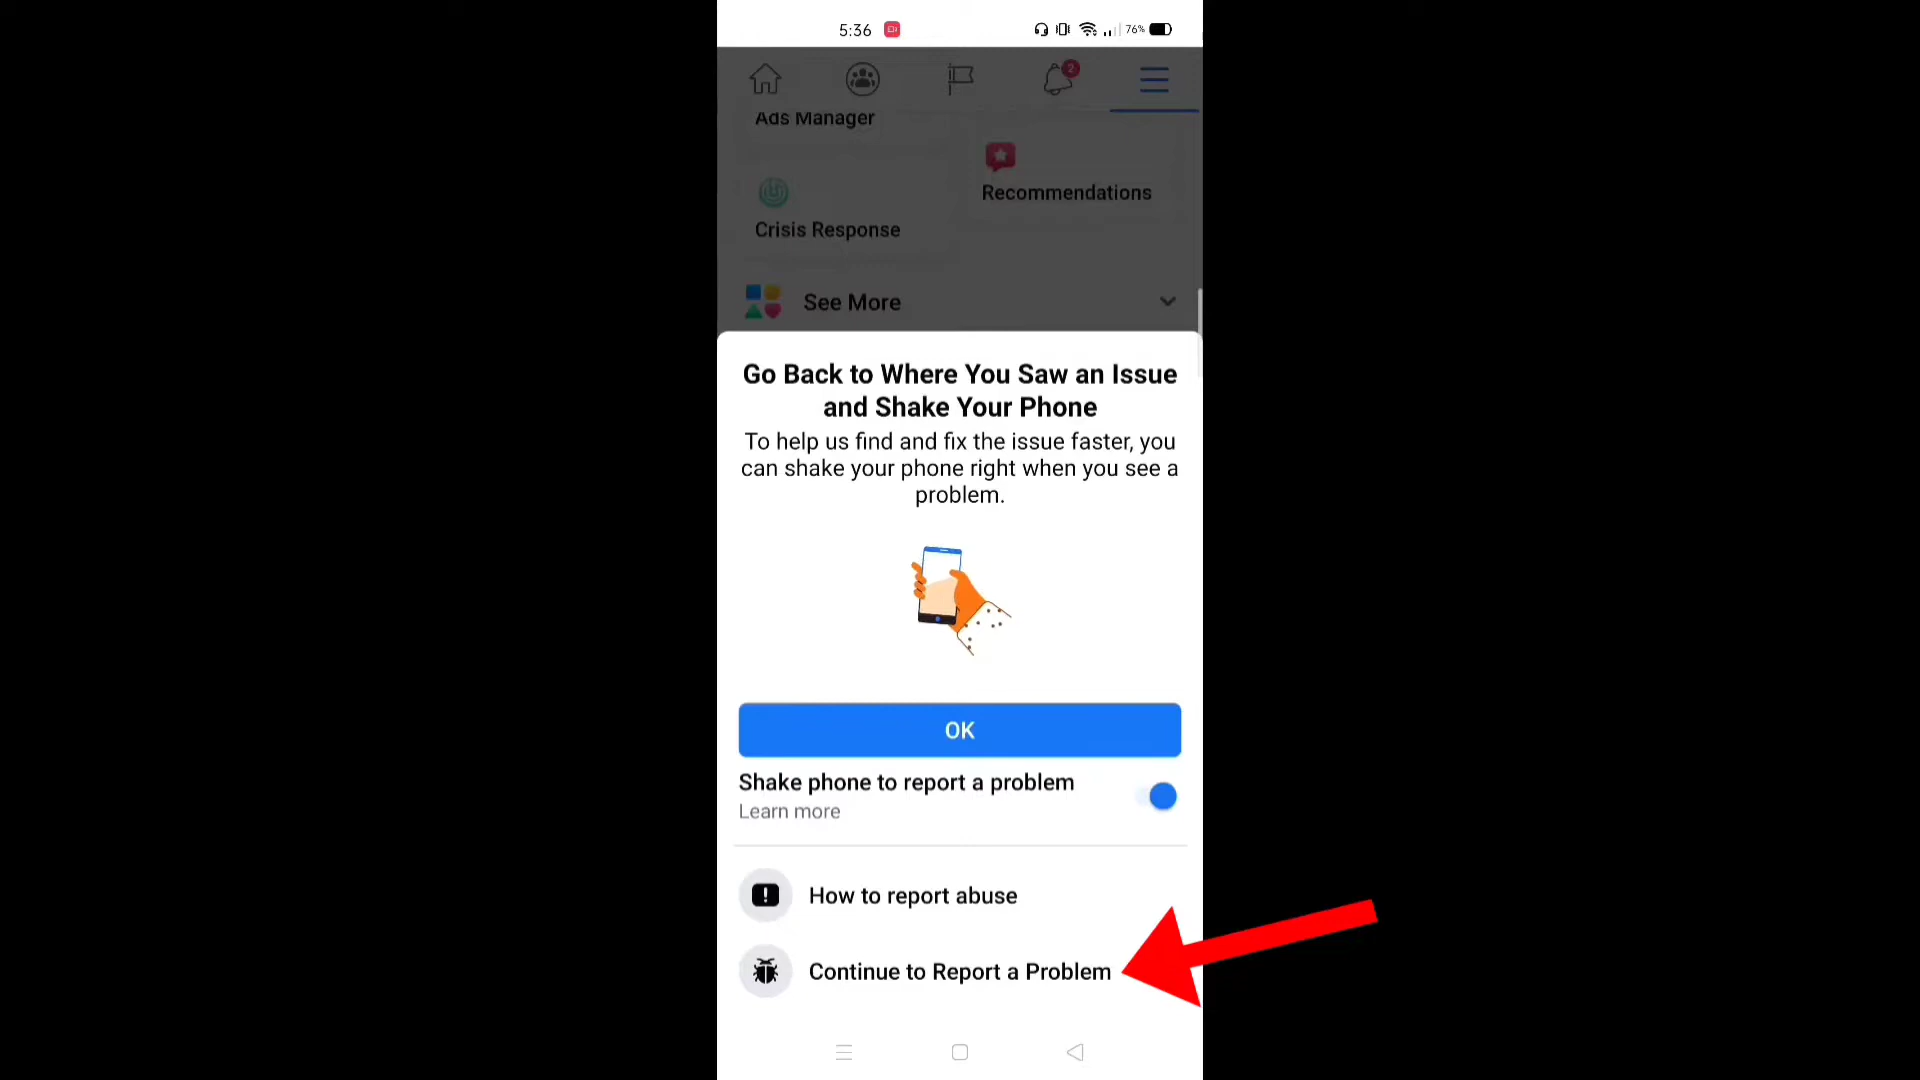 5:36
76%
2
Ads Manager
Recommendations
Crisis Response
See More
Go Back to Where You Saw an Issue
and Shake Your Phone
To help us find and fix the issue faster, you
can shake your phone right when you see a
problem.
OK
Shake phone to report a problem
Learn more
How to report abuse
Continue to Report a Problem